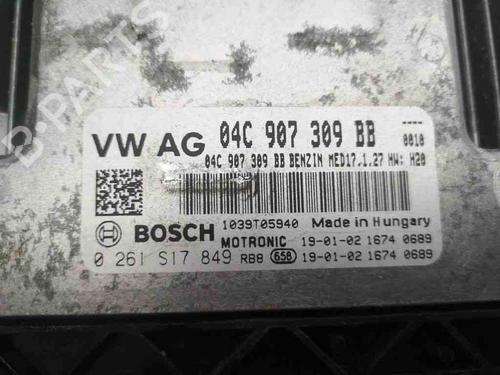 VW AG 04C 907 309 BB 0010
04C 907 309 BB BENZIN MED17.1.27 HW: H20
1039T05940 Made in Hungary
BOSCH MOTRONIC 19-01-02 1674 0689
0 261 S17 849 RB8 658 19-01-02 1674 0689